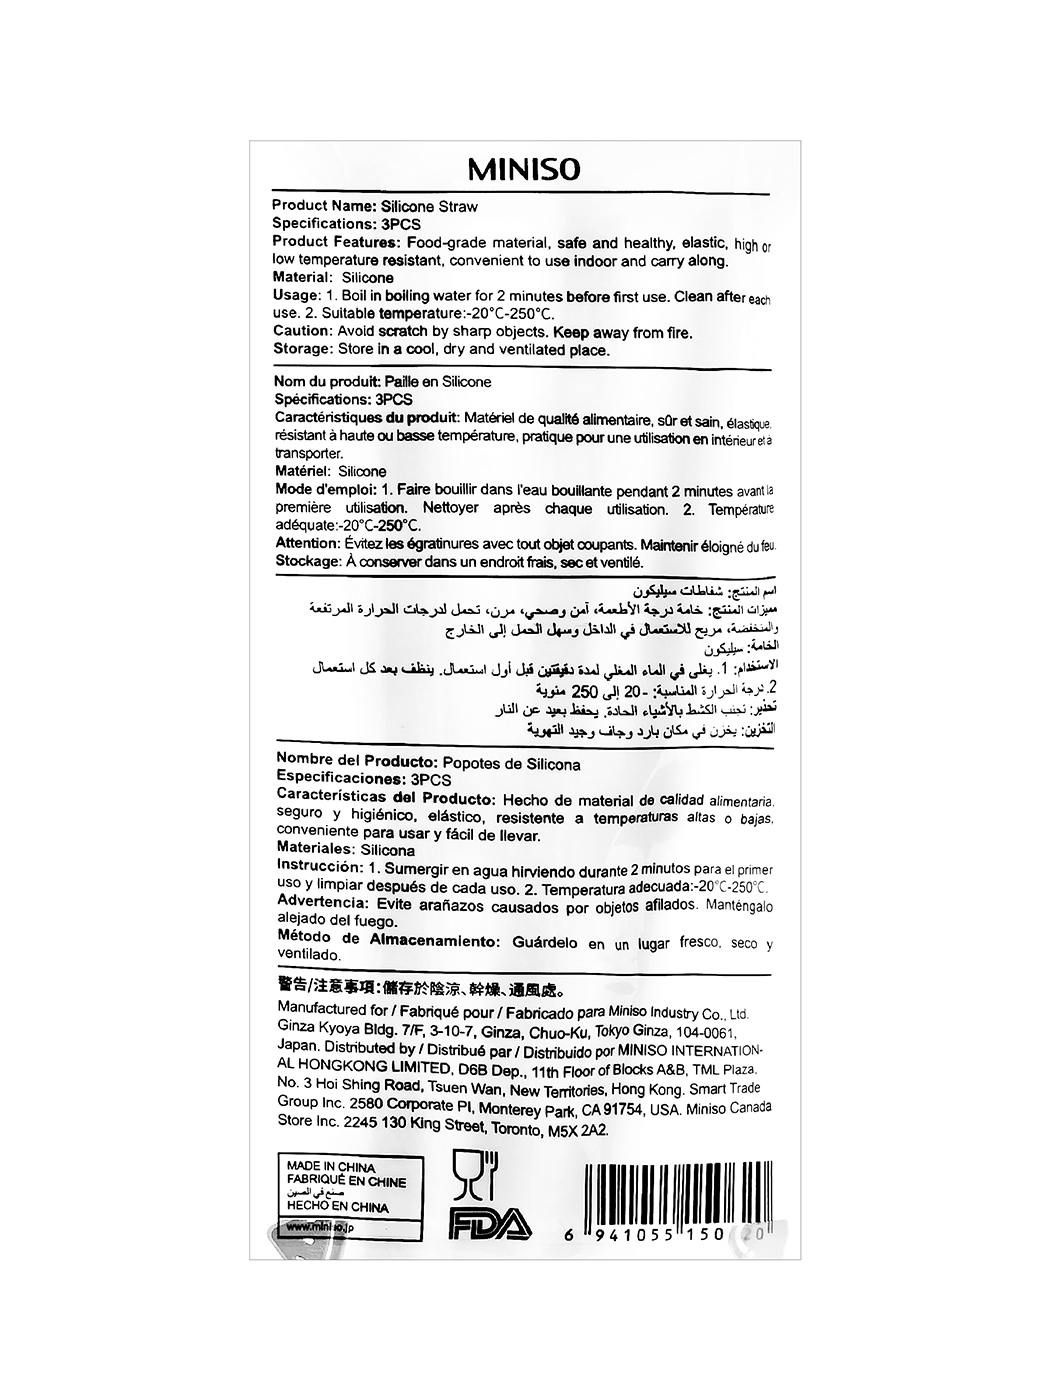 MINISO
Product Name: Silicone Straw
Specifications: 3PCS
Product Features: Food-grade material, safe and healthy, elastic, high or
low temperature resistant, convenient to use indoor and carry along.
Material: Silicone
Usage: 1. Boil in boiling water for 2 minutes before first use. Clean after each
use. 2. Suitable temperature:-20°C-250°C.
Caution: Avoid scratch by sharp objects. Keep away from fire.
Storage: Store in a cool, dry and ventilated place.
Nom du produit: Paille en Silicone
Spécifications: 3PCS
Caractéristiques du produit: Matériel de qualité alimentaire, sûr et sain, élastique,
résistant à haute ou basse température, pratique pour une utilisation en intérieur et à
transporter.
Matériel: Silicone
Mode d'emploi: 1. Faire bouillir dans l'eau bouillante pendant 2 minutes avant la
première utilisation. Nettoyer après chaque utilisation. 2. Température
adéquate:-20°C-250°C.
Attention: Évitez les égratinures avec tout objet coupants. Maintenir éloigné du feu.
Stockage: À conserver dans un endroit frais, sec et ventilé.
اسم المنتج: شفاطات سيليكون
ميزات المنتج: خامة درجة الأطعمة، آمن وصحي، مرن، تحمل لدرجات الحرارة المرتفعة
والمنخفضة، مريح للاستعمال في الداخل وسهل الحمل إلى الخارج
الخامة: سيليكون
الاستخدام: 1. يغلى في الماء المغلي لمدة دقيقتين قبل أول استعمال. ينظف بعد كل استعمال
2. درجة الحرارة المناسبة: -20 إلى 250 مئوية
تحذير: تجنب الكشط بالأشياء الحادة. يحفظ بعيد عن النار
التخزين: يخزن في مكان بارد وجاف وجيد التهوية
Nombre del Producto: Popotes de Silicona
Especificaciones: 3PCS
Características del Producto: Hecho de material de calidad alimentaria,
seguro y higiénico, elástico, resistente a temperaturas altas o bajas,
conveniente para usar y fácil de llevar.
Materiales: Silicona
Instrucción: 1. Sumergir en agua hirviendo durante 2 minutos para el primer
uso y limpiar después de cada uso. 2. Temperatura adecuada:-20°C-250°C.
Advertencia: Evite arañazos causados por objetos afilados. Manténgalo
alejado del fuego.
Método de Almacenamiento: Guárdelo en un lugar fresco, seco y
ventilado.
警告/注意事項:儲存於陰涼、幹燥、通風處。
Manufactured for / Fabriqué pour / Fabricado para Miniso Industry Co., Ltd.
Ginza Kyoya Bldg. 7/F, 3-10-7, Ginza, Chuo-Ku, Tokyo Ginza, 104-0061,
Japan. Distributed by / Distribué par / Distribuido por MINISO INTERNATION-
AL HONGKONG LIMITED, D6B Dep., 11th Floor of Blocks A&B, TML Plaza,
No. 3 Hoi Shing Road, Tsuen Wan, New Territories, Hong Kong. Smart Trade
Group Inc. 2580 Corporate Pl, Monterey Park, CA 91754, USA. Miniso Canada
Store Inc. 2245 130 King Street, Toronto, M5X 2A2.
MADE IN CHINA
FABRIQUÉ EN CHINE
صنع في الصين
HECHO EN CHINA
www.miniso.jp
FDA
6 941055 150 20